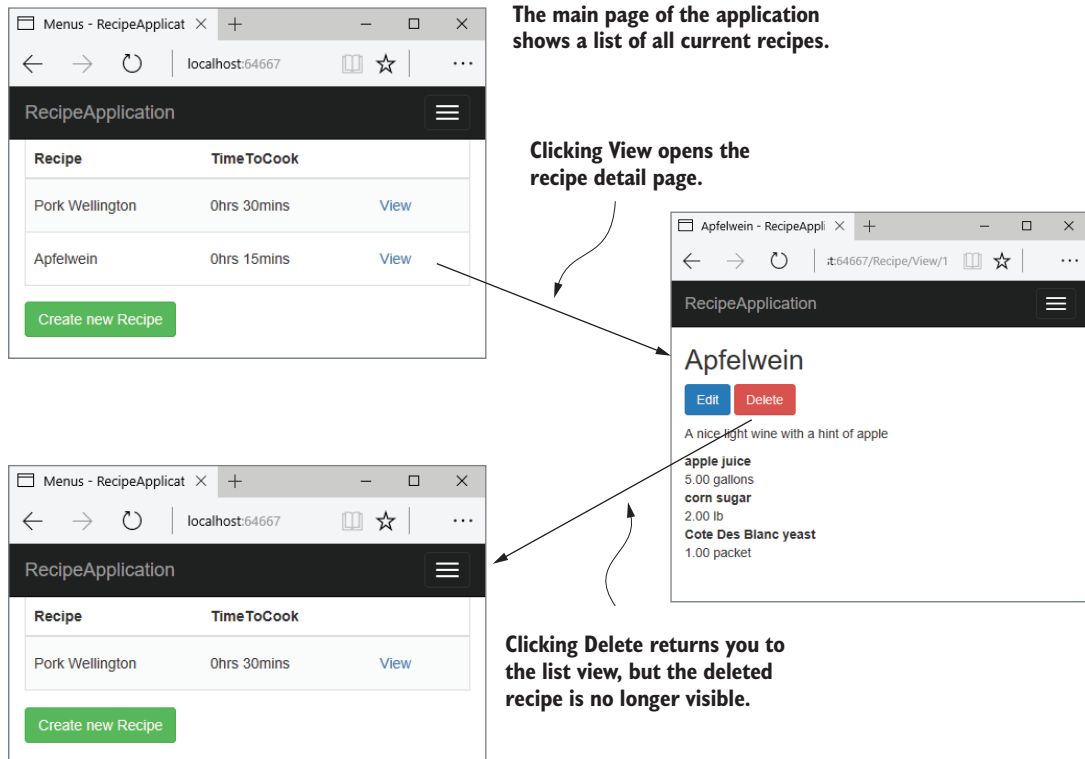 Menus - RecipeApplicat
localhost:64667
RecipeApplication
Recipe TimeToCook
Pork Wellington 0hrs 30mins View
Apfelwein 0hrs 15mins View
Create new Recipe
The main page of the application
shows a list of all current recipes.
Clicking View opens the
recipe detail page.
Apfelwein - RecipeAppli
:64667/Recipe/View/1
RecipeApplication
Apfelwein
Edit Delete
A nice light wine with a hint of apple
apple juice
5.00 gallons
corn sugar
2.00 lb
Cote Des Blanc yeast
1.00 packet
Menus - RecipeApplicat
localhost:64667
RecipeApplication
Recipe TimeToCook
Pork Wellington 0hrs 30mins View
Create new Recipe
Clicking Delete returns you to
the list view, but the deleted
recipe is no longer visible.